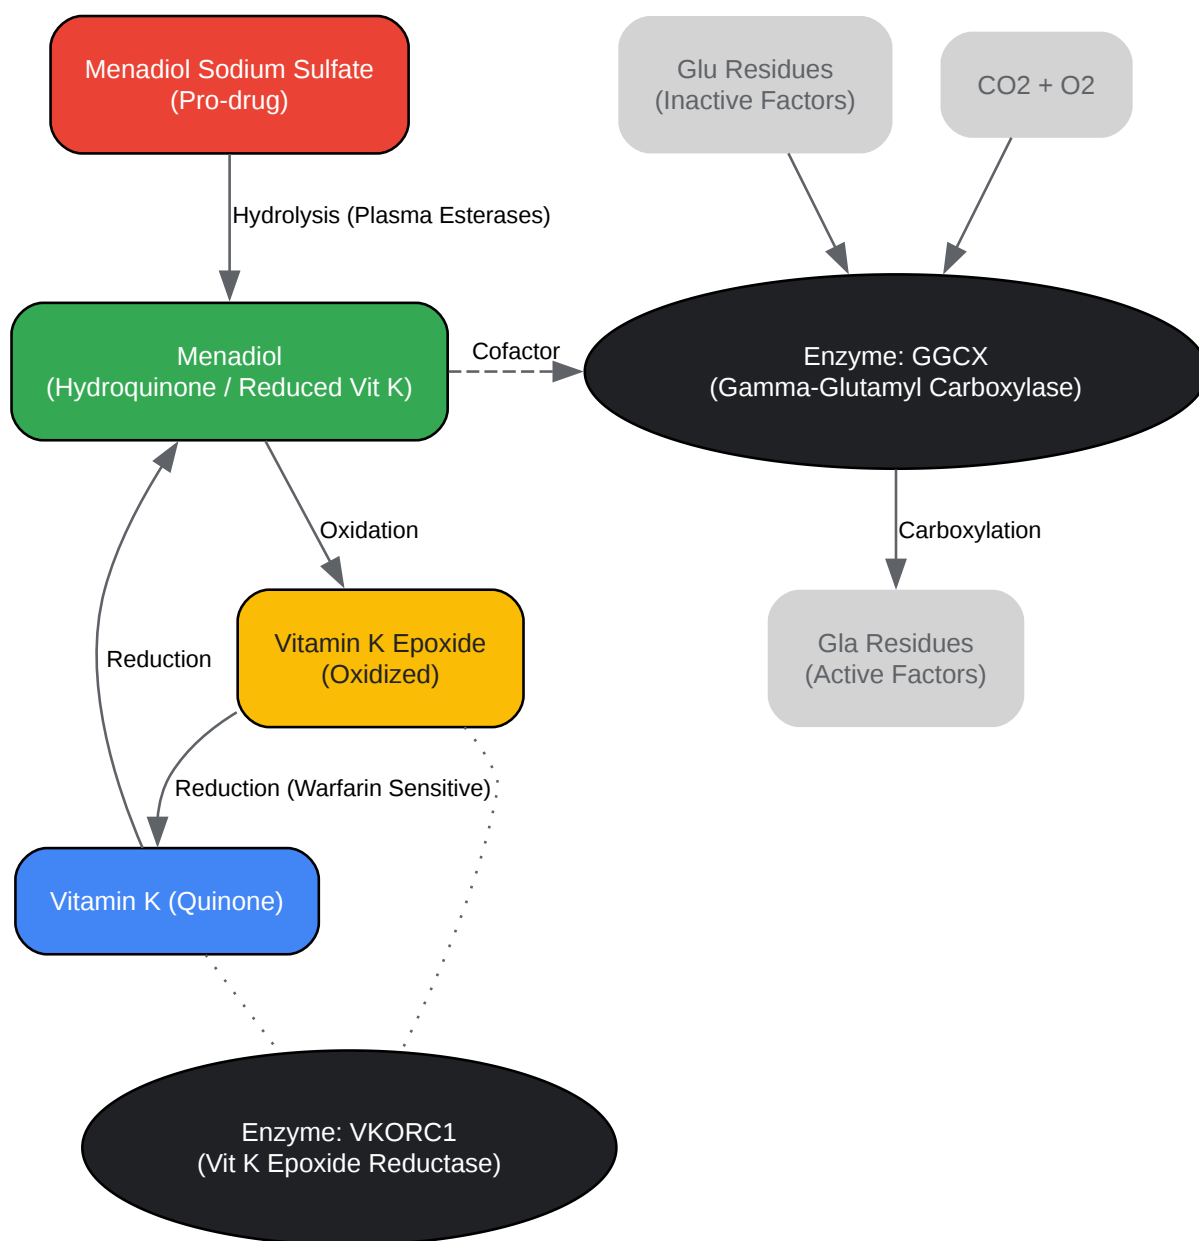 Menadiol Sodium Sulfate
(Pro-drug)
Glu Residues
(Inactive Factors)
CO2 + O2
Hydrolysis (Plasma Esterases)
Menadiol
(Hydroquinone / Reduced Vit K)
Cofactor
Enzyme: GGCX
(Gamma-Glutamyl Carboxylase)
Oxidation
Carboxylation
Vitamin K Epoxide
(Oxidized)
Gla Residues
(Active Factors)
Reduction
Reduction (Warfarin Sensitive)
Vitamin K (Quinone)
Enzyme: VKORC1
(Vit K Epoxide Reductase)